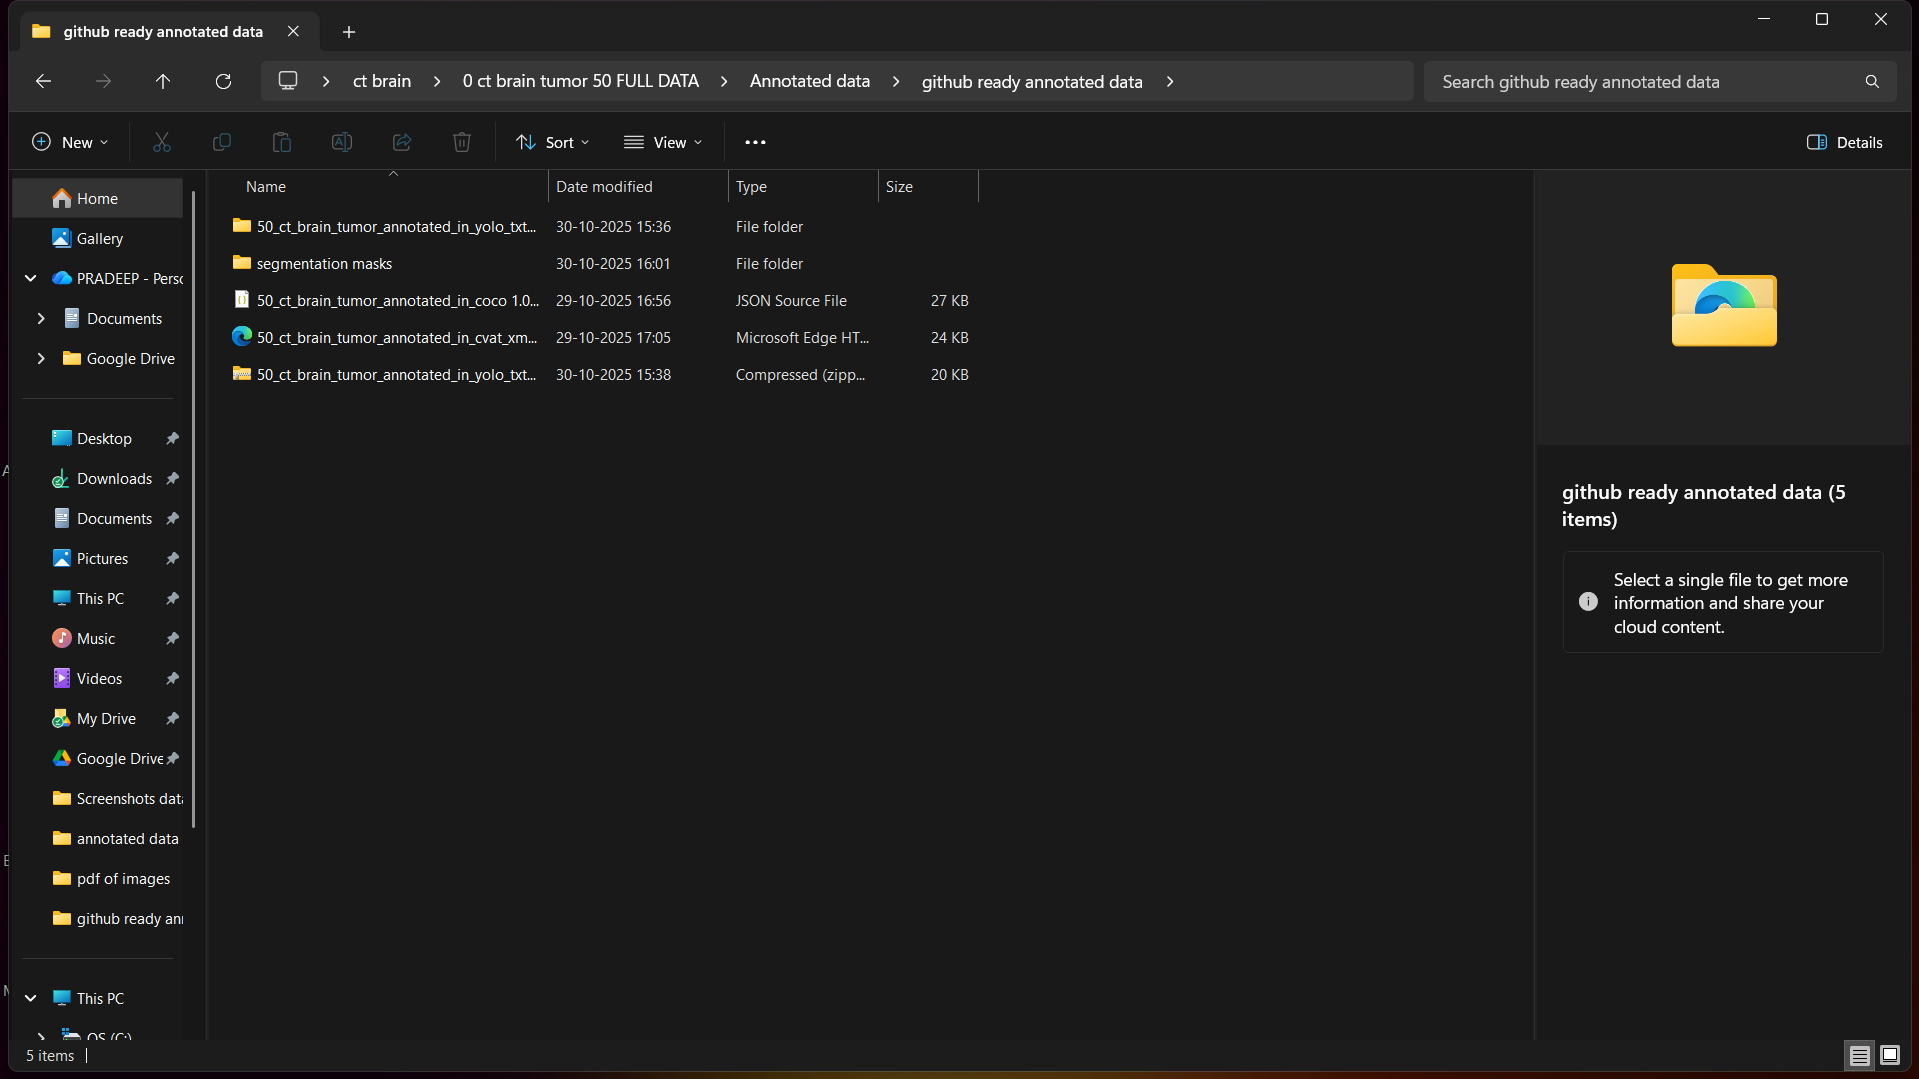 github ready annotated data
ct brain
0 ct brain tumor 50 FULL DATA
Annotated data
github ready annotated data
Search github ready annotated data
New
Sort
View
Details
Home
Gallery
PRADEEP - Perso
Documents
Google Drive
Desktop
Downloads
Documents
Pictures
This PC
Music
Videos
My Drive
Google Drive
Screenshots data
annotated data
pdf of images
github ready ann
This PC
OS (C:)
Name Date modified Type Size
50_ct_brain_tumor_annotated_in_yolo_txt... 30-10-2025 15:36 File folder
segmentation masks 30-10-2025 16:01 File folder
50_ct_brain_tumor_annotated_in_coco 1.0... 29-10-2025 16:56 JSON Source File 27 KB
50_ct_brain_tumor_annotated_in_cvat_xm... 29-10-2025 17:05 Microsoft Edge HT... 24 KB
50_ct_brain_tumor_annotated_in_yolo_txt... 30-10-2025 15:38 Compressed (zipp... 20 KB
github ready annotated data (5
items)
Select a single file to get more
information and share your
cloud content.
5 items